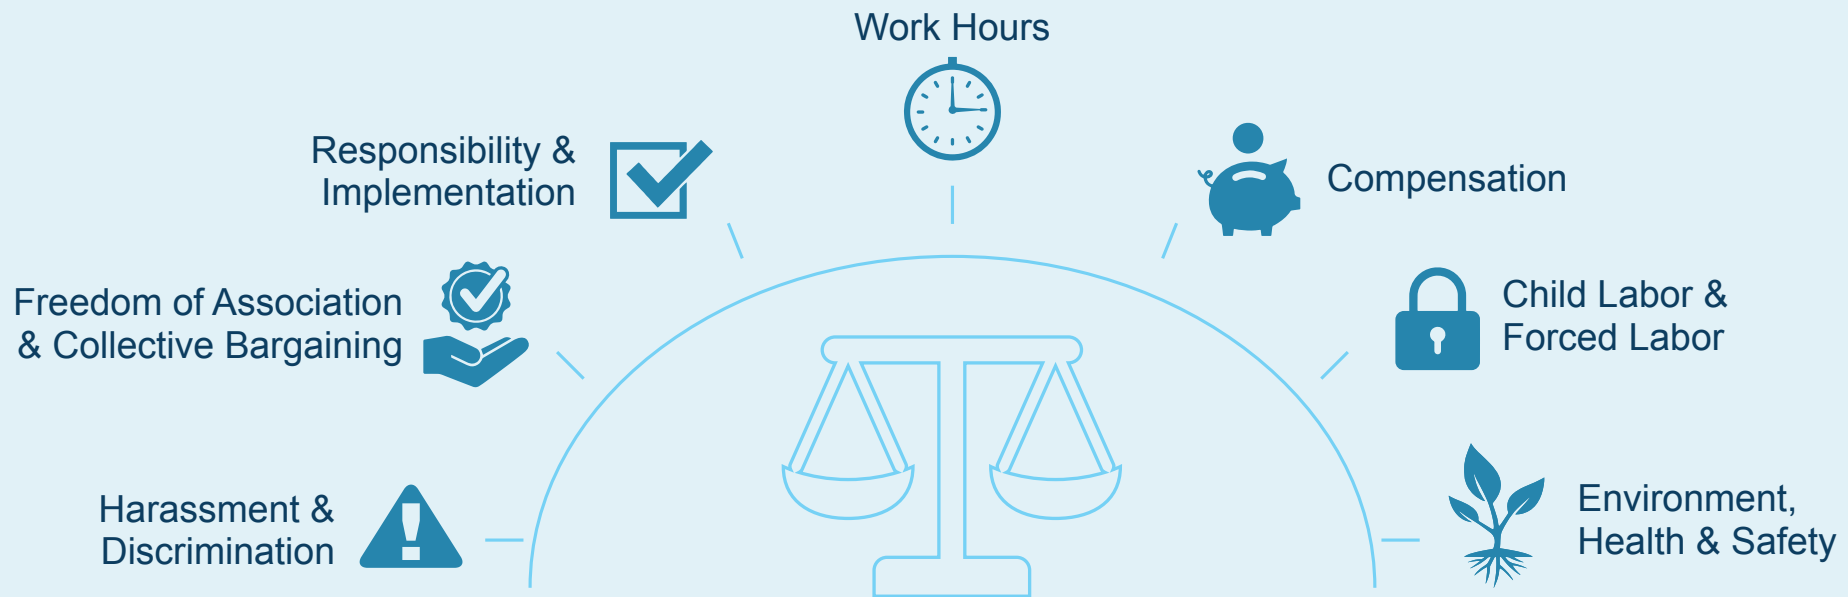 Work Hours
Responsibility &
Implementation
Compensation
Freedom of Association
& Collective Bargaining
Child Labor &
Forced Labor
Harassment &
Discrimination
Environment,
Health & Safety